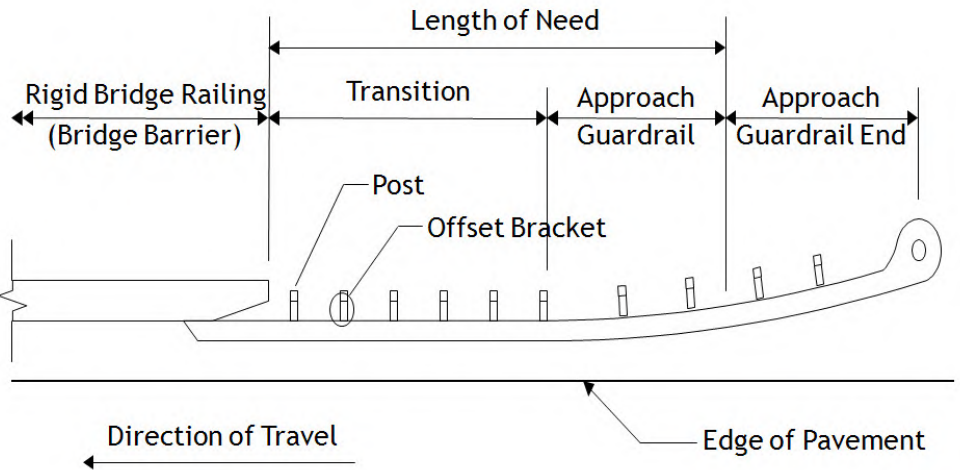 Length of Need
Rigid Bridge Railing
(Bridge Barrier)
Transition
Approach
Guardrail
Approach
Guardrail End
Post
Offset Bracket
Direction of Travel
Edge of Pavement